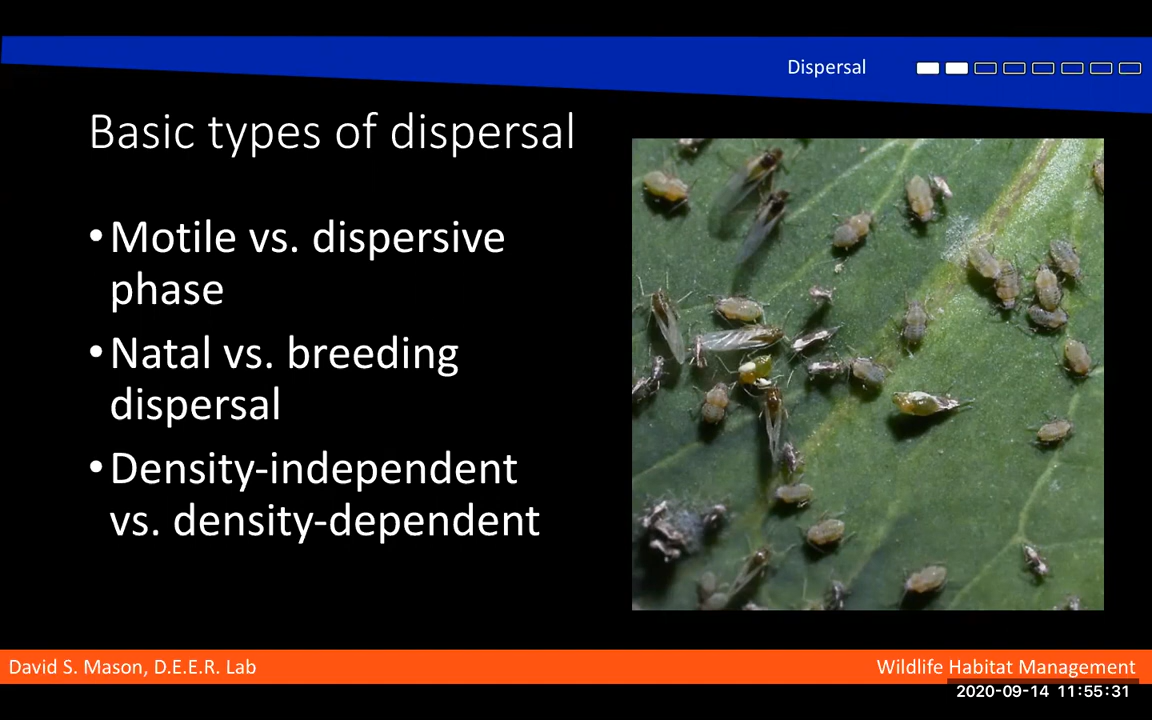 Dispersal
Basic types of dispersal
•Motile vs. dispersive
phase
•Natal vs. breeding
dispersal
•Density-independent
vs. density-dependent
David S. Mason, D.E.E.R. Lab
Wildlife Habitat Management
2020-09-14 11:55:31